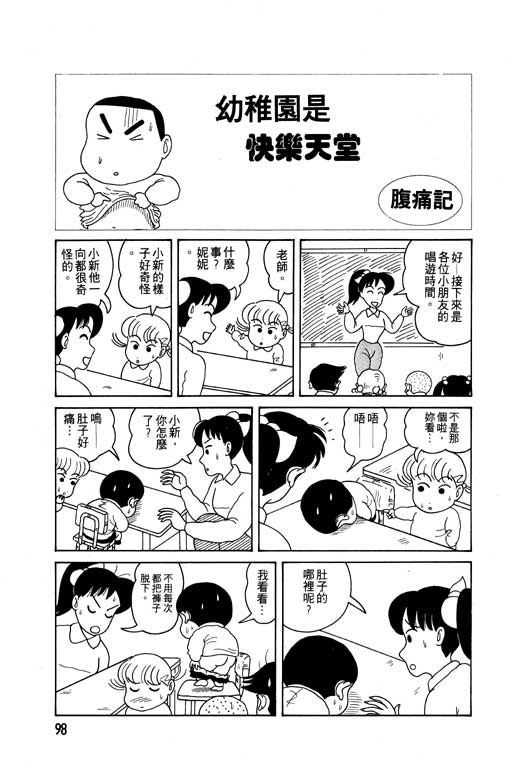 幼稚園是
快樂天堂
腹痛記
好—接下來是
各位小朋友的
唱遊時間。
老師。
什麼
事？
妮妮
小新的樣
子好奇怪
。
小新他一
向都很奇
怪的。
不是那
個啦，
妳看。
唔——
唔——
小新，
你怎麼
了？
嗚——
肚子好
痛…
肚子的
哪裡呢？
我看看…
不用每次
都把褲子
脫下。
98